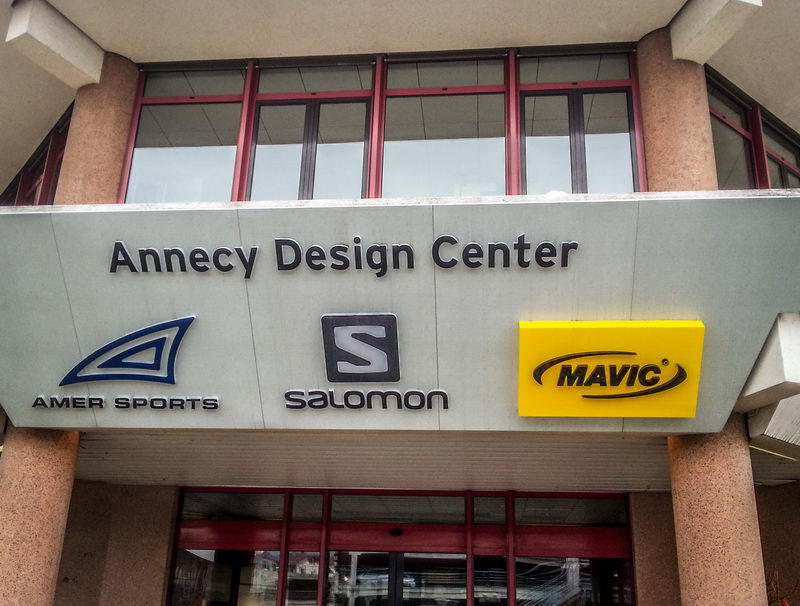 Annecy Design Center
AMER SPORTS
S
SALOMON
MAVIC